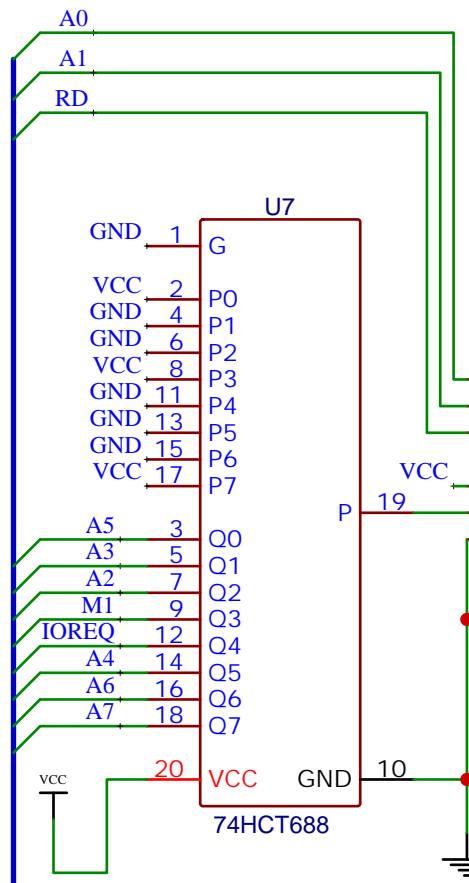 A0
A1
RD
U7
GND 1 G
VCC 2 P0
GND 4 P1
GND 6 P2
VCC 8 P3
GND 11 P4
GND 13 P5
GND 15 P6
VCC 17 P7
VCC
P 19
A5 3 Q0
A3 5 Q1
A2 7 Q2
M1 9 Q3
IOREQ 12 Q4
A4 14 Q5
A6 16 Q6
A7 18 Q7
VCC 20 VCC GND 10
74HCT688